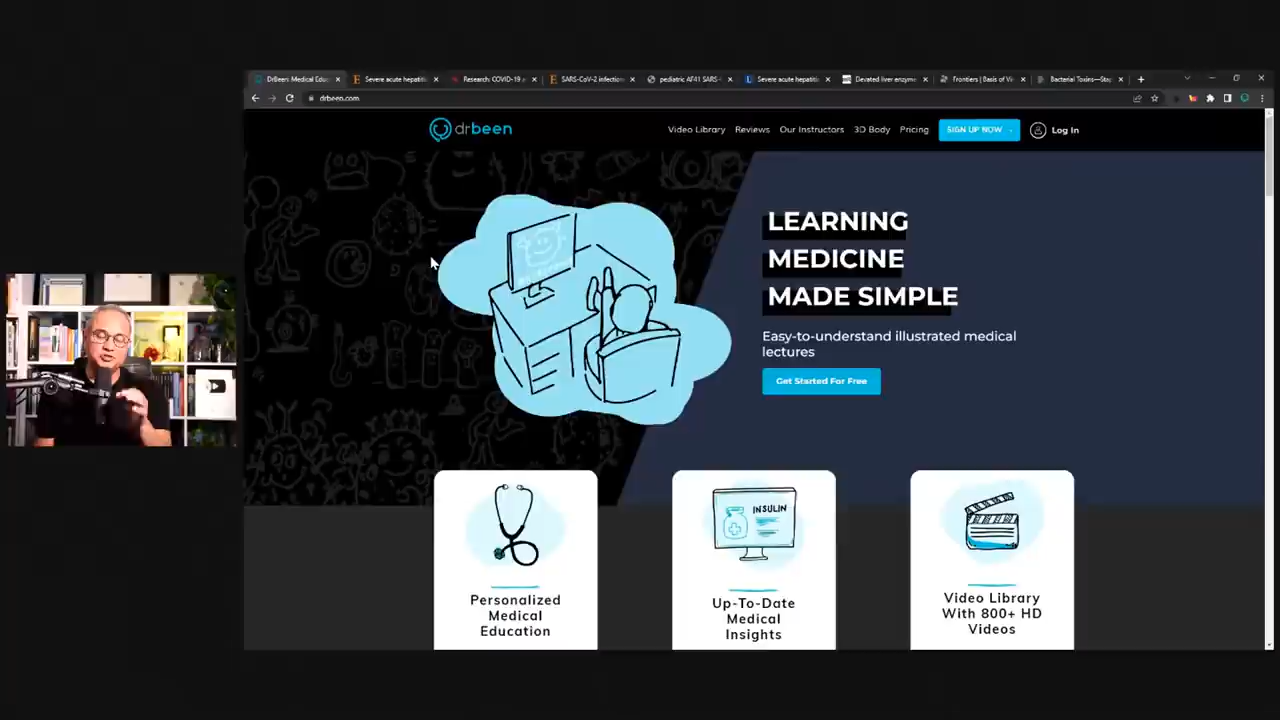 DrBeen Medical Educ
Severe acute hepatiti
Research: COVID-19 
SARS-CoV-2 infection
pediatric AF41 SARS-
Severe acute hepatiti
Elevated liver enzyme
Frontiers | Basis of Vi
Bacterial Toxins—Sta
drbeen.com
drbeen
Video Library
Reviews
Our Instructors
3D Body
Pricing
SIGN UP NOW
Log In
LEARNING
MEDICINE
MADE SIMPLE
Easy-to-understand illustrated medical
lectures
Get Started For Free
INSULIN
Personalized
Medical
Education
Up-To-Date
Medical
Insights
Video Library
With 800+ HD
Videos